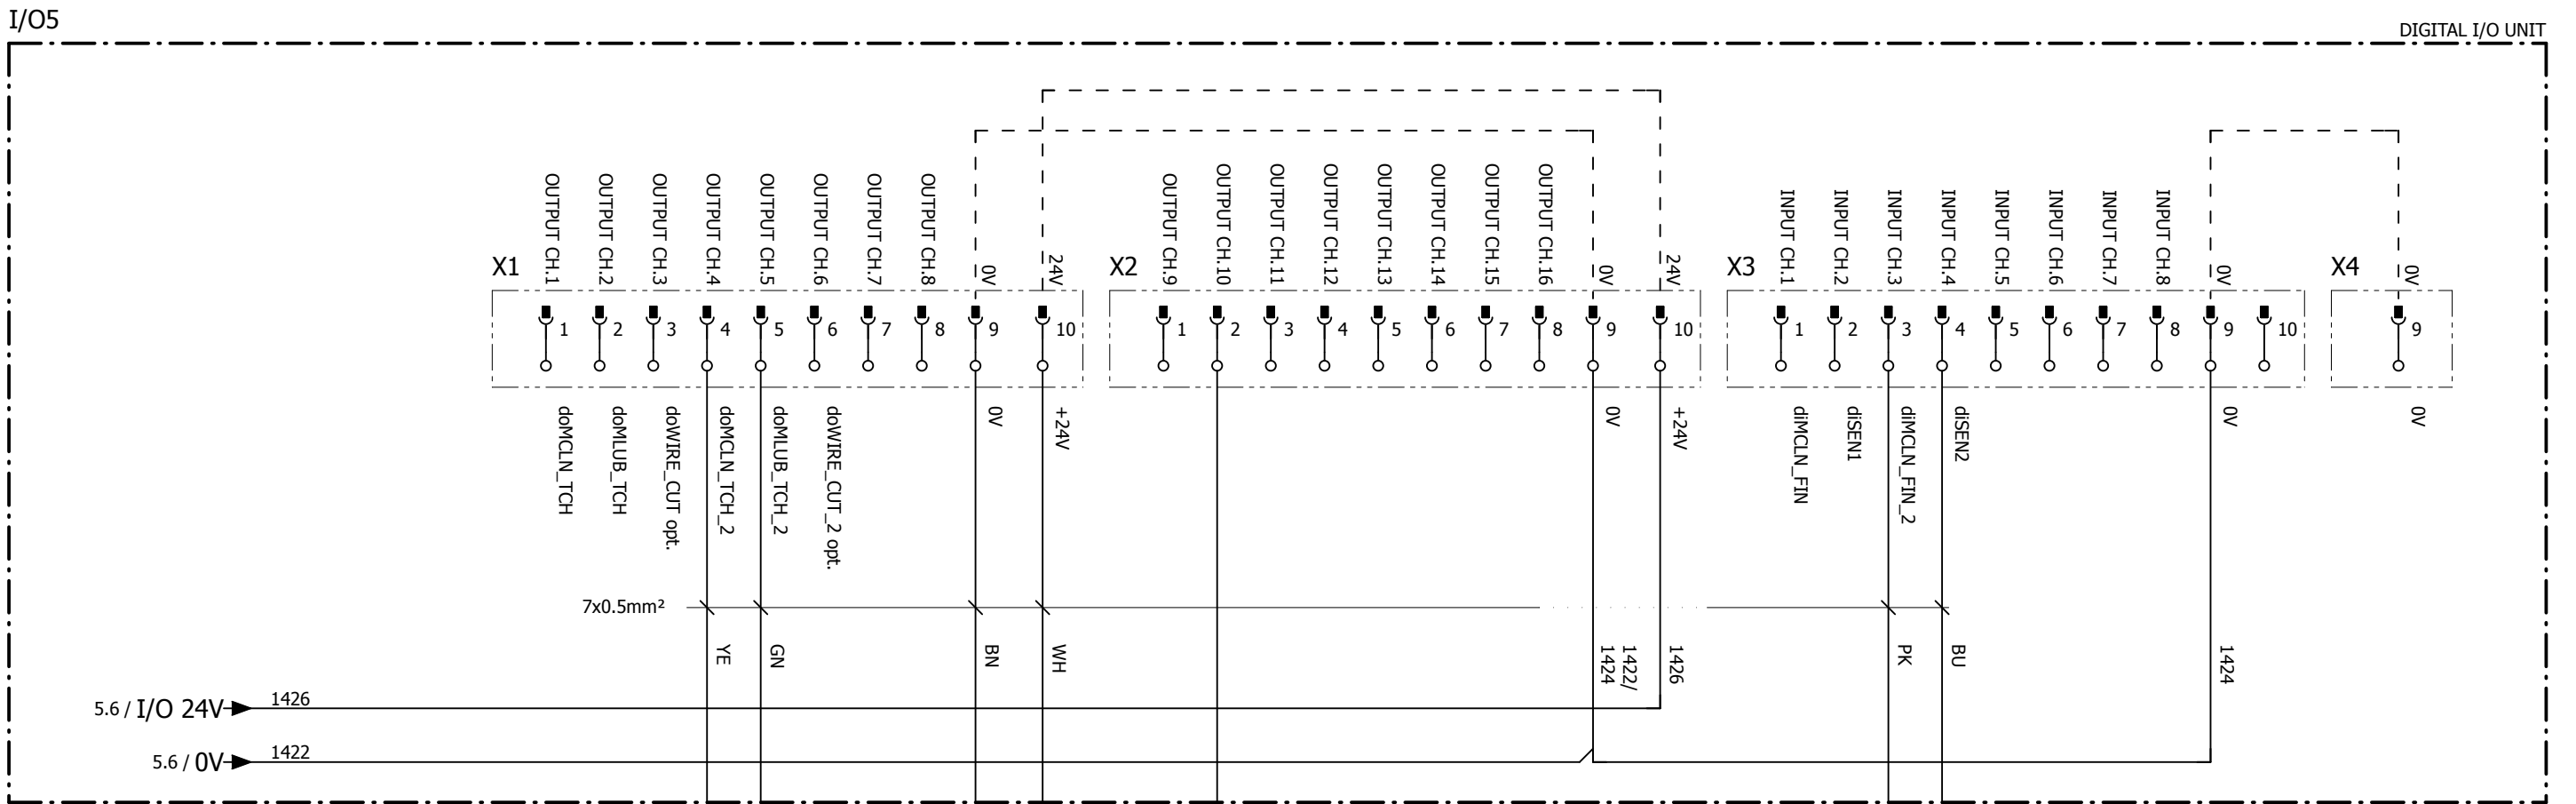 I/O5
DIGITAL I/O UNIT
OUTPUT CH.1
OUTPUT CH.2
OUTPUT CH.3
OUTPUT CH.4
OUTPUT CH.5
OUTPUT CH.6
OUTPUT CH.7
OUTPUT CH.8
0V
24V
OUTPUT CH.9
OUTPUT CH.10
OUTPUT CH.11
OUTPUT CH.12
OUTPUT CH.13
OUTPUT CH.14
OUTPUT CH.15
OUTPUT CH.16
0V
24V
INPUT CH.1
INPUT CH.2
INPUT CH.3
INPUT CH.4
INPUT CH.5
INPUT CH.6
INPUT CH.7
INPUT CH.8
0V
0V
X1
X2
X3
X4
1 2 3 4 5 6 7 8 9 10
1 2 3 4 5 6 7 8 9 10
1 2 3 4 5 6 7 8 9 10
9
doMCLN_TCH
doMLUB_TCH
doWIRE_CUT opt.
doMCLN_TCH_2
doMLUB_TCH_2
doWIRE_CUT_2 opt.
0V
+24V
0V
+24V
diMCLN_FIN
diSEN1
diMCLN_FIN_2
diSEN2
0V
0V
7x0.5mm²
YE
GN
BN
WH
1422/
1424
1426
PK
BU
1424
5.6 / I/O 24V
1426
5.6 / 0V
1422